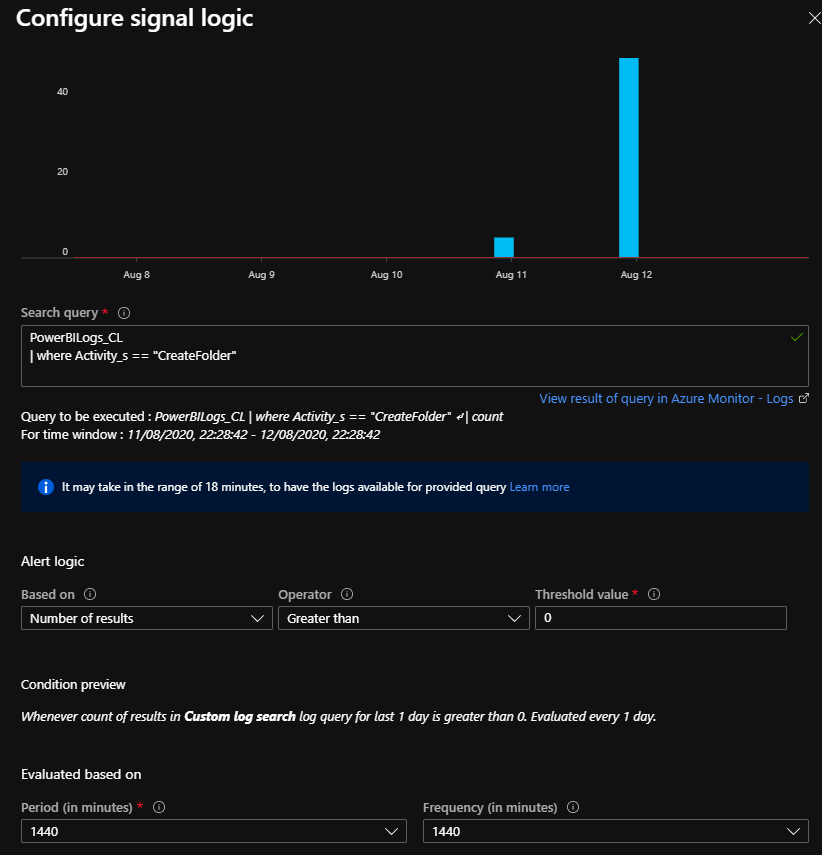 Configure signal logic
40
20
0
Aug 8 Aug 9 Aug 10 Aug 11 Aug 12
Search query *
PowerBILogs_CL
| where Activity_s == "CreateFolder"
View result of query in Azure Monitor - Logs
Query to be executed : PowerBILogs_CL | where Activity_s == "CreateFolder" ↲ | count
For time window : 11/08/2020, 22:28:42 - 12/08/2020, 22:28:42
It may take in the range of 18 minutes, to have the logs available for provided query Learn more
Alert logic
Based on Operator Threshold value *
Number of results Greater than 0
Condition preview
Whenever count of results in Custom log search log query for last 1 day is greater than 0. Evaluated every 1 day.
Evaluated based on
Period (in minutes) * Frequency (in minutes)
1440 1440